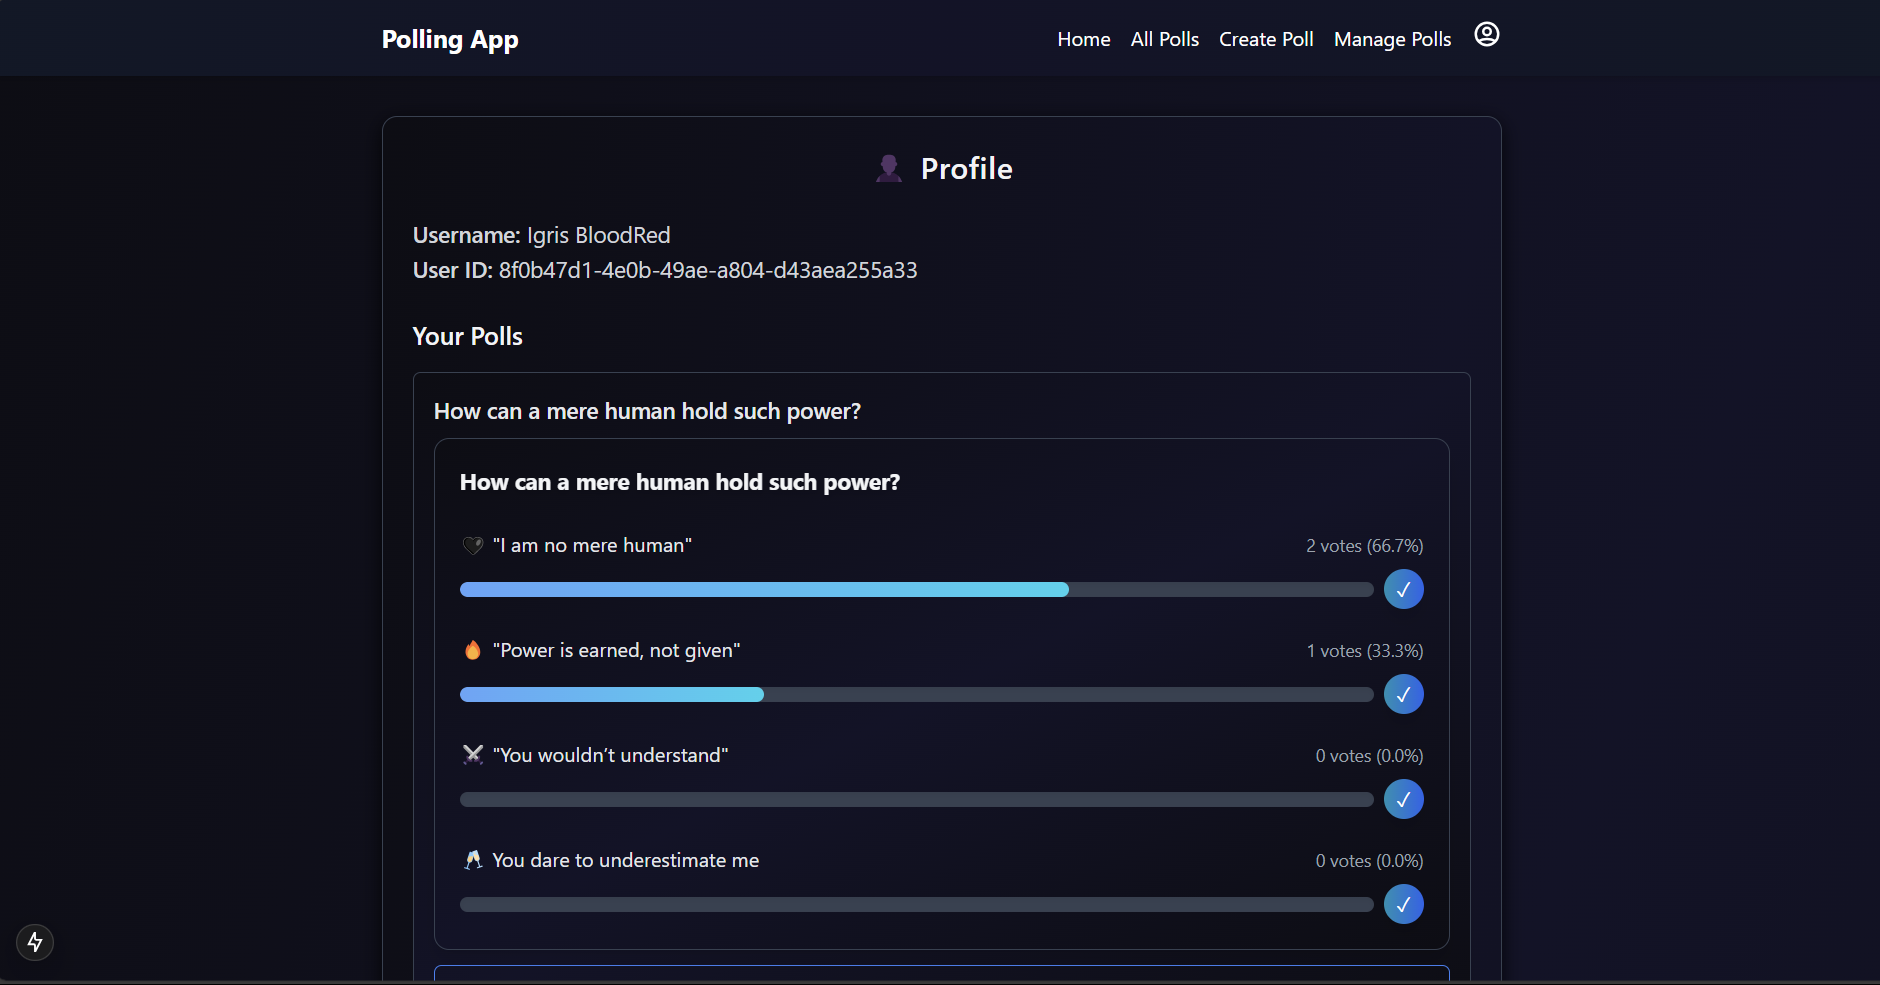 Polling App
Home All Polls Create Poll Manage Polls
Profile
Username: Igris BloodRed
User ID: 8f0b47d1-4e0b-49ae-a804-d43aea255a33
Your Polls
How can a mere human hold such power?
How can a mere human hold such power?
🖤 "I am no mere human" 2 votes (66.7%)
🔥 "Power is earned, not given" 1 votes (33.3%)
⚔️ "You wouldn’t understand" 0 votes (0.0%)
🥂 You dare to underestimate me 0 votes (0.0%)